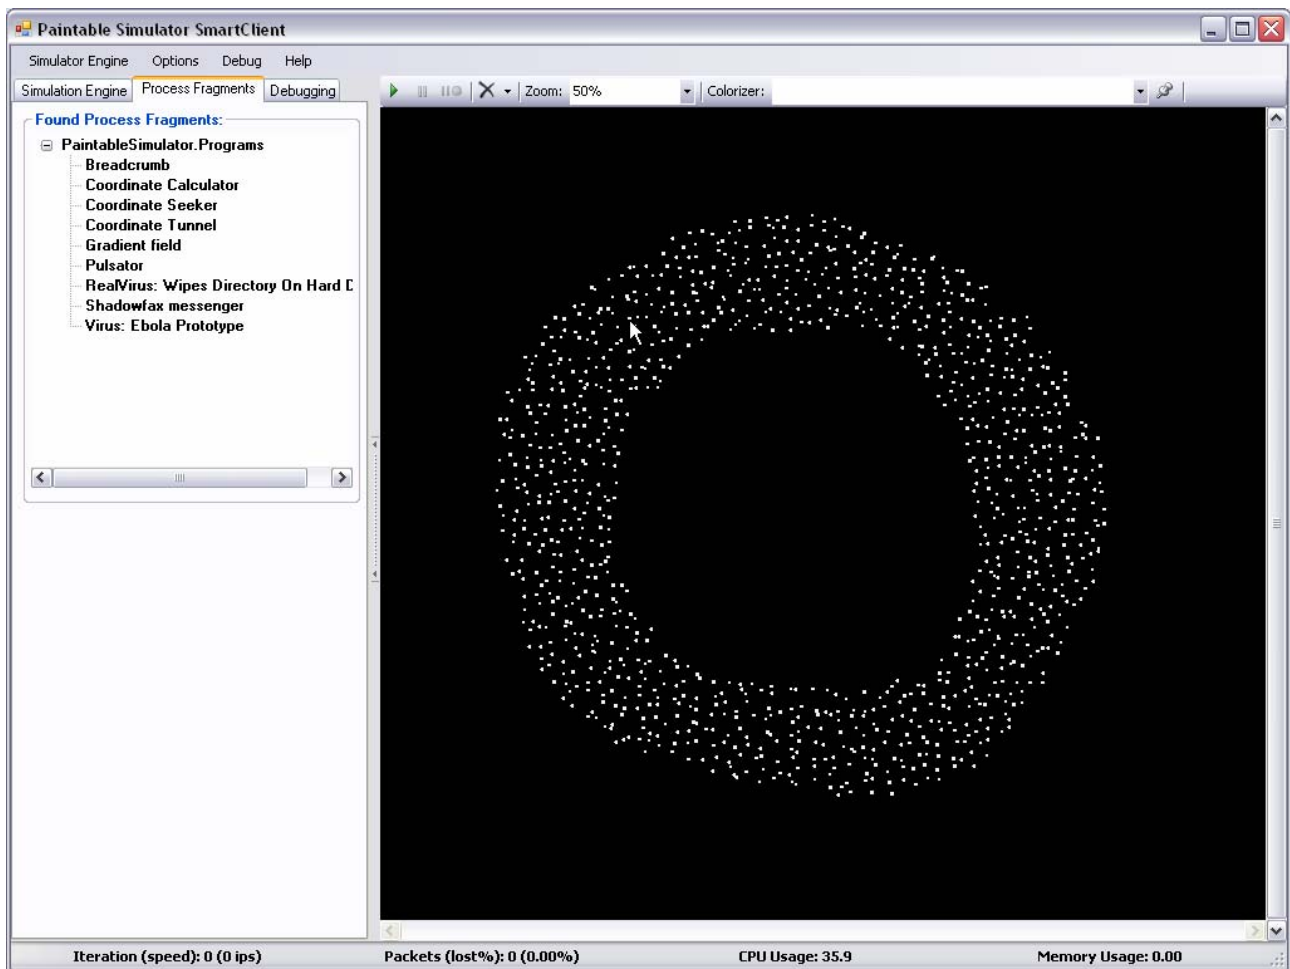 Paintable Simulator SmartClient
Simulator Engine Options Debug Help
Simulation Engine Process Fragments Debugging
Zoom: 50% Colorizer:
Found Process Fragments:
PaintableSimulator.Programs
Breadcrumb
Coordinate Calculator
Coordinate Seeker
Coordinate Tunnel
Gradient field
Pulsator
RealVirus: Wipes Directory On Hard D
Shadowfax messenger
Virus: Ebola Prototype
Iteration (speed): 0 (0 ips) Packets (lost%): 0 (0.00%) CPU Usage: 35.9 Memory Usage: 0.00